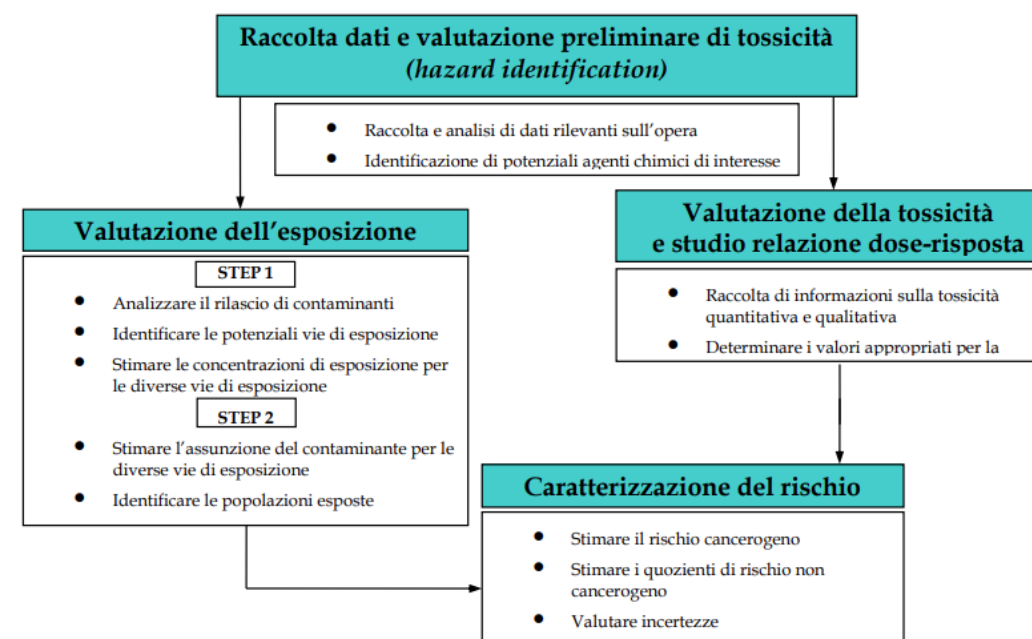 Raccolta dati e valutazione preliminare di tossicità
(hazard identification)
Raccolta e analisi di dati rilevanti sull’opera
Identificazione di potenziali agenti chimici di interesse
Valutazione dell’esposizione
STEP 1
Analizzare il rilascio di contaminanti
Identificare le potenziali vie di esposizione
Stimare le concentrazioni di esposizione per
le diverse vie di esposizione
STEP 2
Stimare l’assunzione del contaminante per le
diverse vie di esposizione
Identificare le popolazioni esposte
Valutazione della tossicità
e studio relazione dose-risposta
Raccolta di informazioni sulla tossicità
quantitativa e qualitativa
Determinare i valori appropriati per la
Caratterizzazione del rischio
Stimare il rischio cancerogeno
Stimare i quozienti di rischio non
cancerogeno
Valutare incertezze